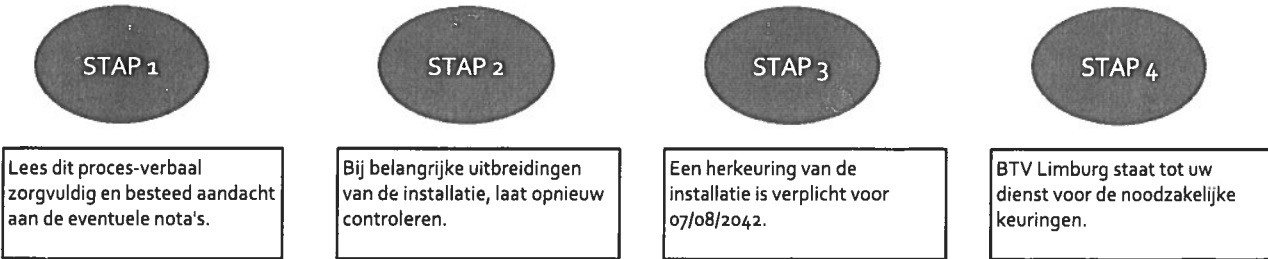 STAP 1
Lees dit proces-verbaal
zorgvuldig en besteed aandacht
aan de eventuele nota's.
STAP 2
Bij belangrijke uitbreidingen
van de installatie, laat opnieuw
controleren.
STAP 3
Een herkeuring van de
installatie is verplicht voor
07/08/2042.
STAP 4
BTV Limburg staat tot uw
dienst voor de noodzakelijke
keuringen.